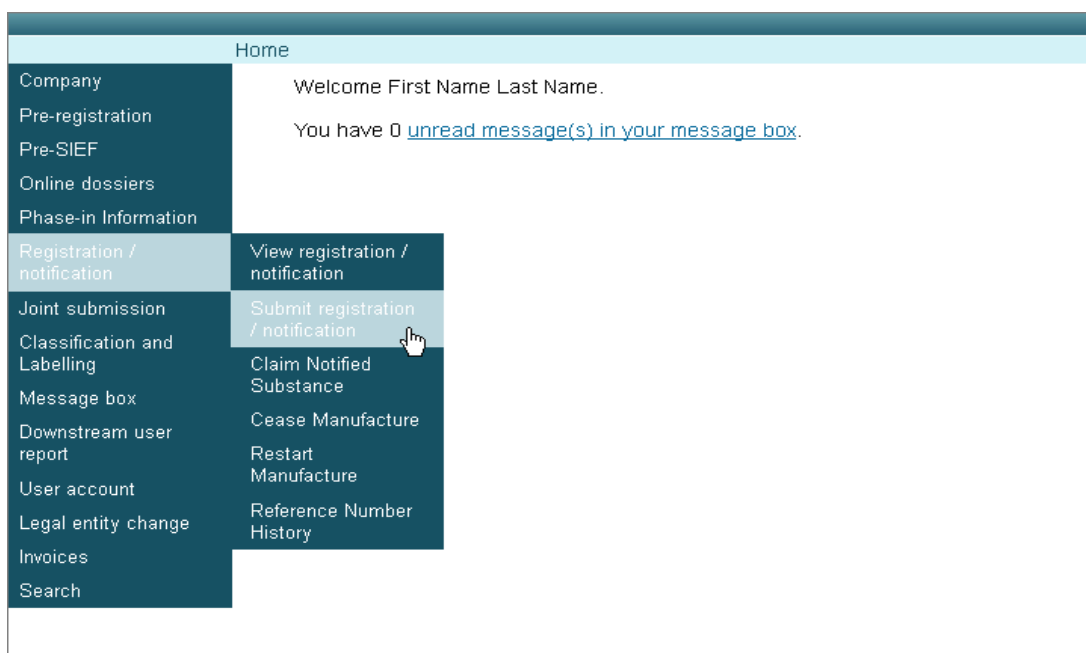 Home
Company
Pre-registration
Pre-SIEF
Online dossiers
Phase-in Information
Registration /
notification
Joint submission
Classification and
Labelling
Message box
Downstream user
report
User account
Legal entity change
Invoices
Search
View registration /
notification
Submit registration
/ notification
Claim Notified
Substance
Cease Manufacture
Restart
Manufacture
Reference Number
History
Welcome First Name Last Name.
You have 0 unread message(s) in your message box.